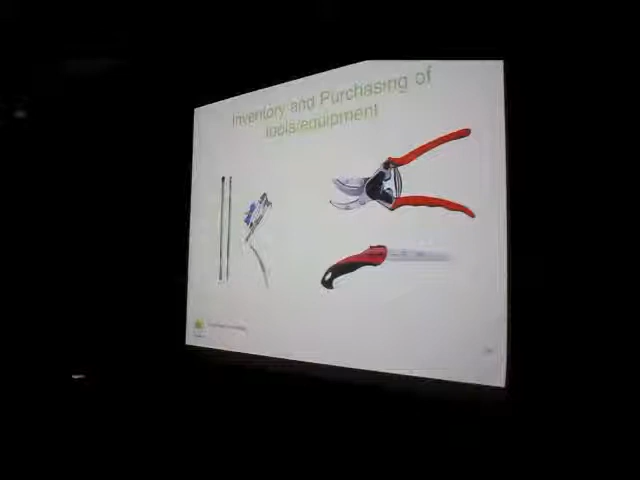 Inventory and Purchasing of
tools/equipment